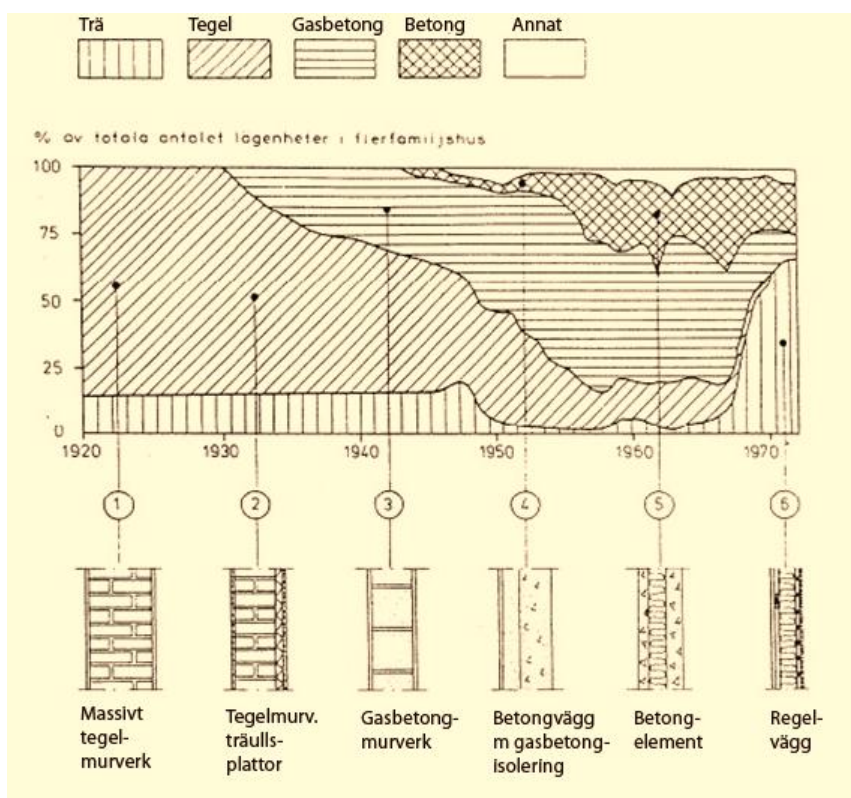 Trä Tegel Gasbetong Betong Annat
% av totala antalet lägenheter i flerfamiljshus
100
75
50
25
0
1920 1930 1940 1950 1960 1970
1 2 3 4 5 6
Massivt
tegel-
murverk
Tegelmurv.
träulls-
plattor
Gasbetong-
murverk
Betongvägg
m gasbetong-
isolering
Betong-
element
Regel-
vägg